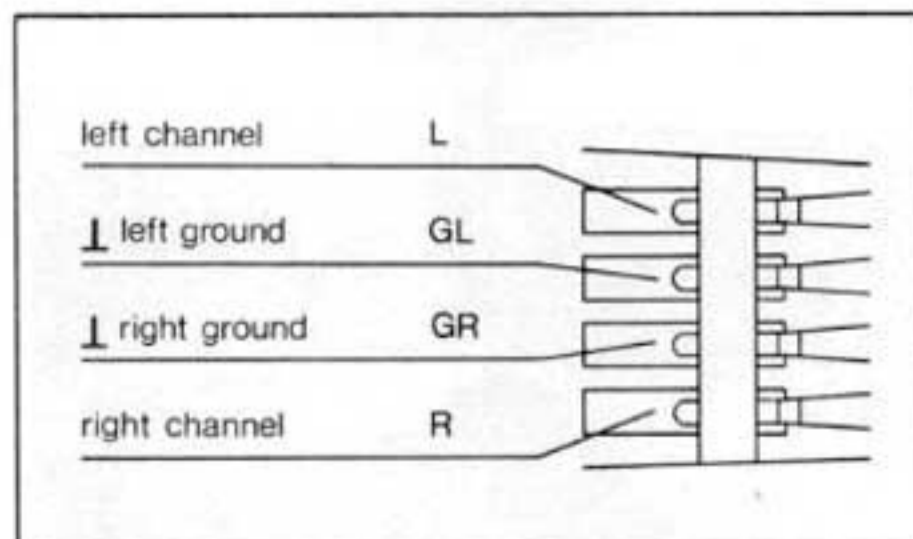 left channel L
⊥ left ground GL
⊥ right ground GR
right channel R